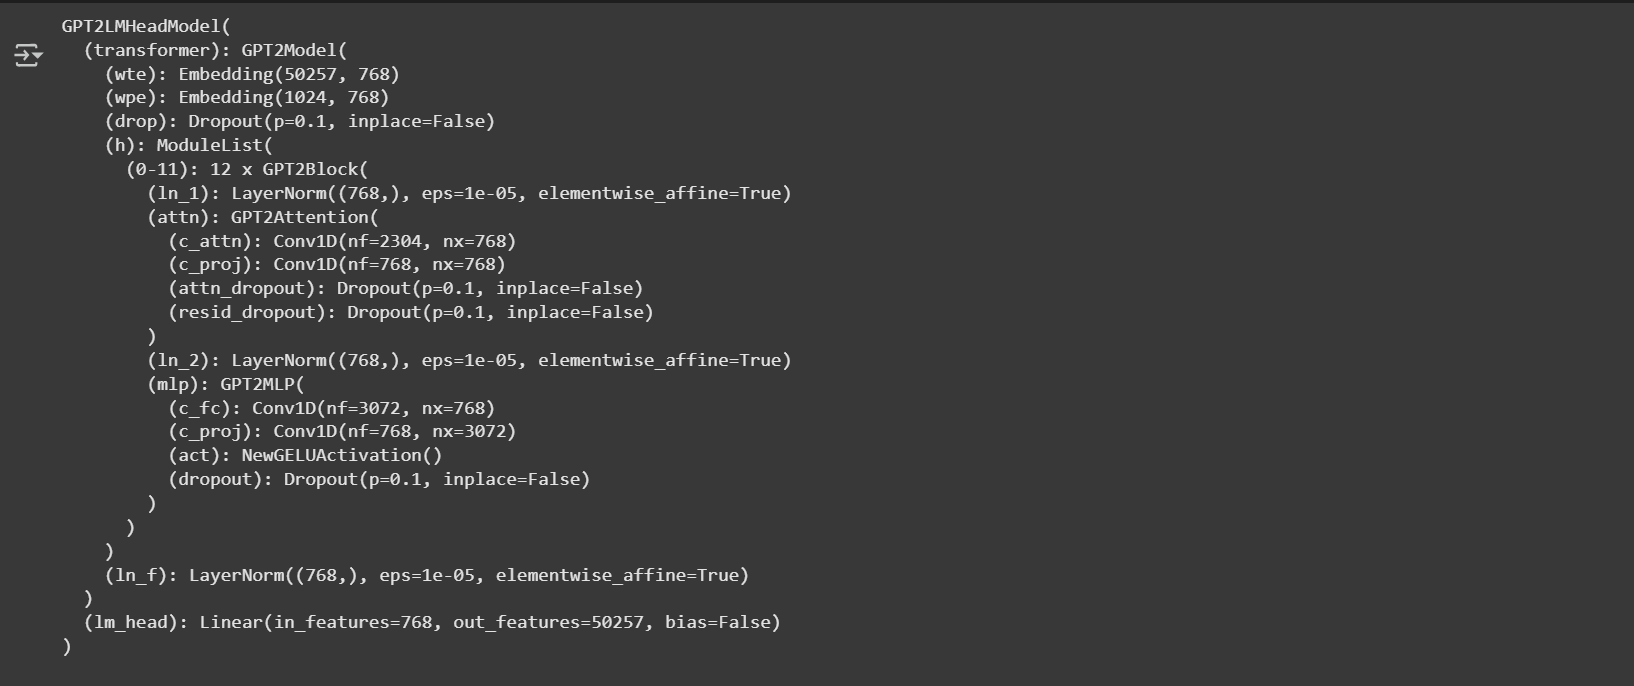 GPT2LMHeadModel(
  (transformer): GPT2Model(
    (wte): Embedding(50257, 768)
    (wpe): Embedding(1024, 768)
    (drop): Dropout(p=0.1, inplace=False)
    (h): ModuleList(
      (0-11): 12 x GPT2Block(
        (ln_1): LayerNorm((768,), eps=1e-05, elementwise_affine=True)
        (attn): GPT2Attention(
          (c_attn): Conv1D(nf=2304, nx=768)
          (c_proj): Conv1D(nf=768, nx=768)
          (attn_dropout): Dropout(p=0.1, inplace=False)
          (resid_dropout): Dropout(p=0.1, inplace=False)
        )
        (ln_2): LayerNorm((768,), eps=1e-05, elementwise_affine=True)
        (mlp): GPT2MLP(
          (c_fc): Conv1D(nf=3072, nx=768)
          (c_proj): Conv1D(nf=768, nx=3072)
          (act): NewGELUActivation()
          (dropout): Dropout(p=0.1, inplace=False)
        )
      )
    )
    (ln_f): LayerNorm((768,), eps=1e-05, elementwise_affine=True)
  )
  (lm_head): Linear(in_features=768, out_features=50257, bias=False)
)